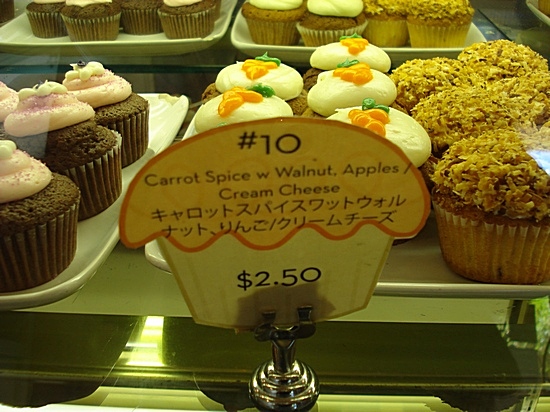 #10
Carrot Spice w Walnut, Apples /
Cream Cheese
キャロットスパイスワットウォル
ナット、りんご/クリームチーズ
$2.50